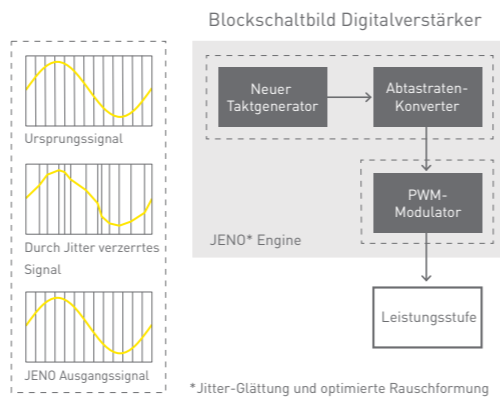 Blockschaltbild Digitalverstärker
Ursprungssignal
Durch Jitter verzerrtes
Signal
JENO Ausgangssignal
Neuer
Taktgenerator
Abtastraten-
Konverter
PWM-
Modulator
JENO* Engine
Leistungsstufe
*Jitter-Glättung und optimierte Rauschformung